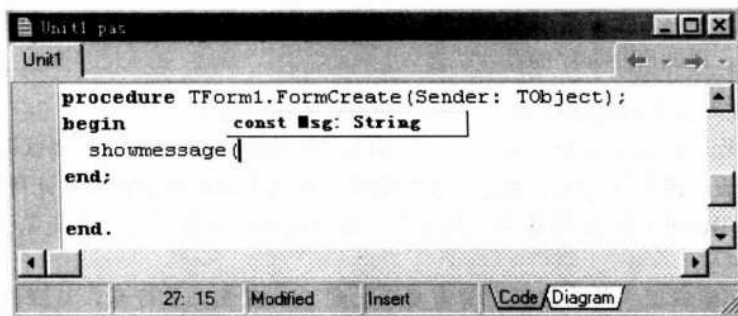 Unit1.pas
Unit1
procedure TForm1.FormCreate(Sender: TObject);
begin
const Msg: String
showmessage(
end;
end.
27: 15 Modified Insert Code Diagram